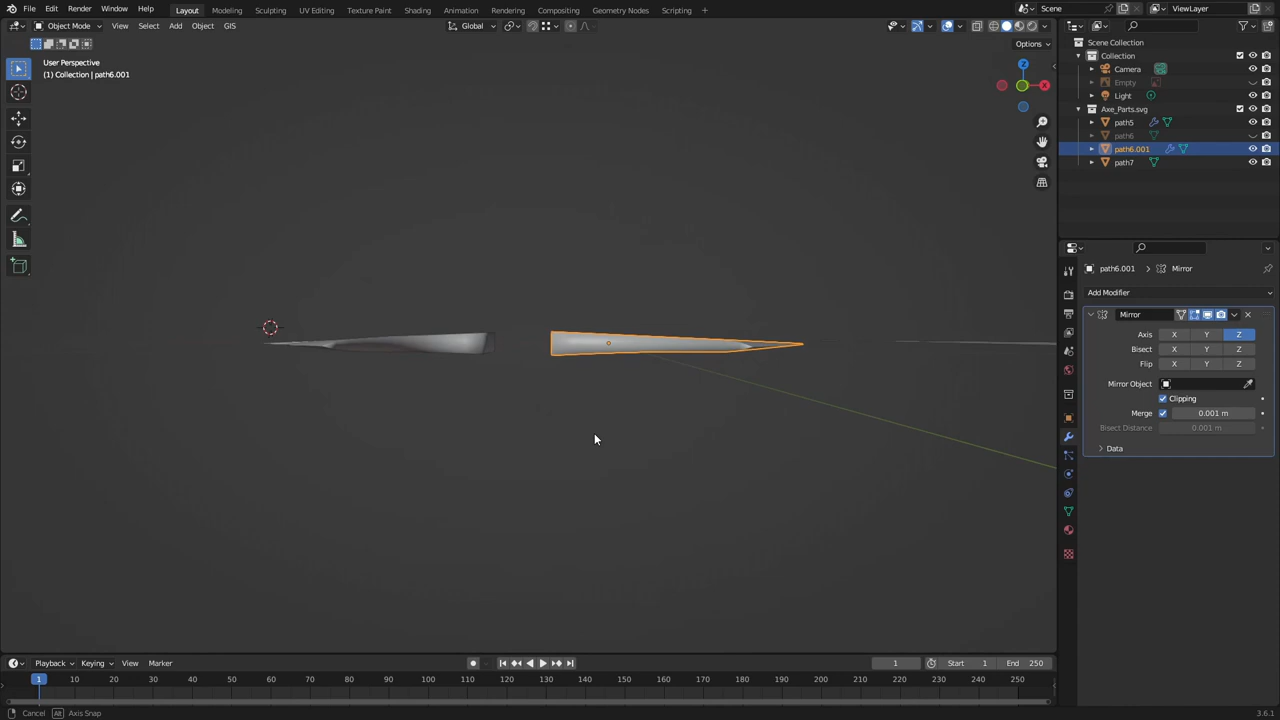 File Edit Render Window Help Layout Modeling Sculpting UV Editing Texture Paint Shading Animation Rendering Compositing Geometry Nodes Scripting + Scene ViewLayer
Object Mode View Select Add Object GIS Global
Options
User Perspective
(1) Collection | path6.001
Z
X
Scene Collection
Collection
Camera
Empty
Light
Axe_Parts.svg
path5
path6
path6.001
path7
path6.001 > Mirror
Add Modifier
Mirror
Axis X Y Z
Bisect X Y Z
Flip X Y Z
Mirror Object
Clipping
Merge 0.001 m
Bisect Distance 0.001 m
Data
Playback Keying View Marker 1 Start 1 End 250
1 10 20 30 40 50 60 70 80 90 100 110 120 130 140 150 160 170 180 190 200 210 220 230 240 250
Cancel Alt Axis Snap 3.6.1